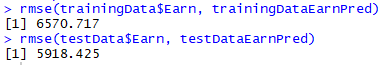 > rmse(trainingData$Earn, trainingDataEarnPred)
[1] 6570.717
> rmse(testData$Earn, testDataEarnPred)
[1] 5918.425